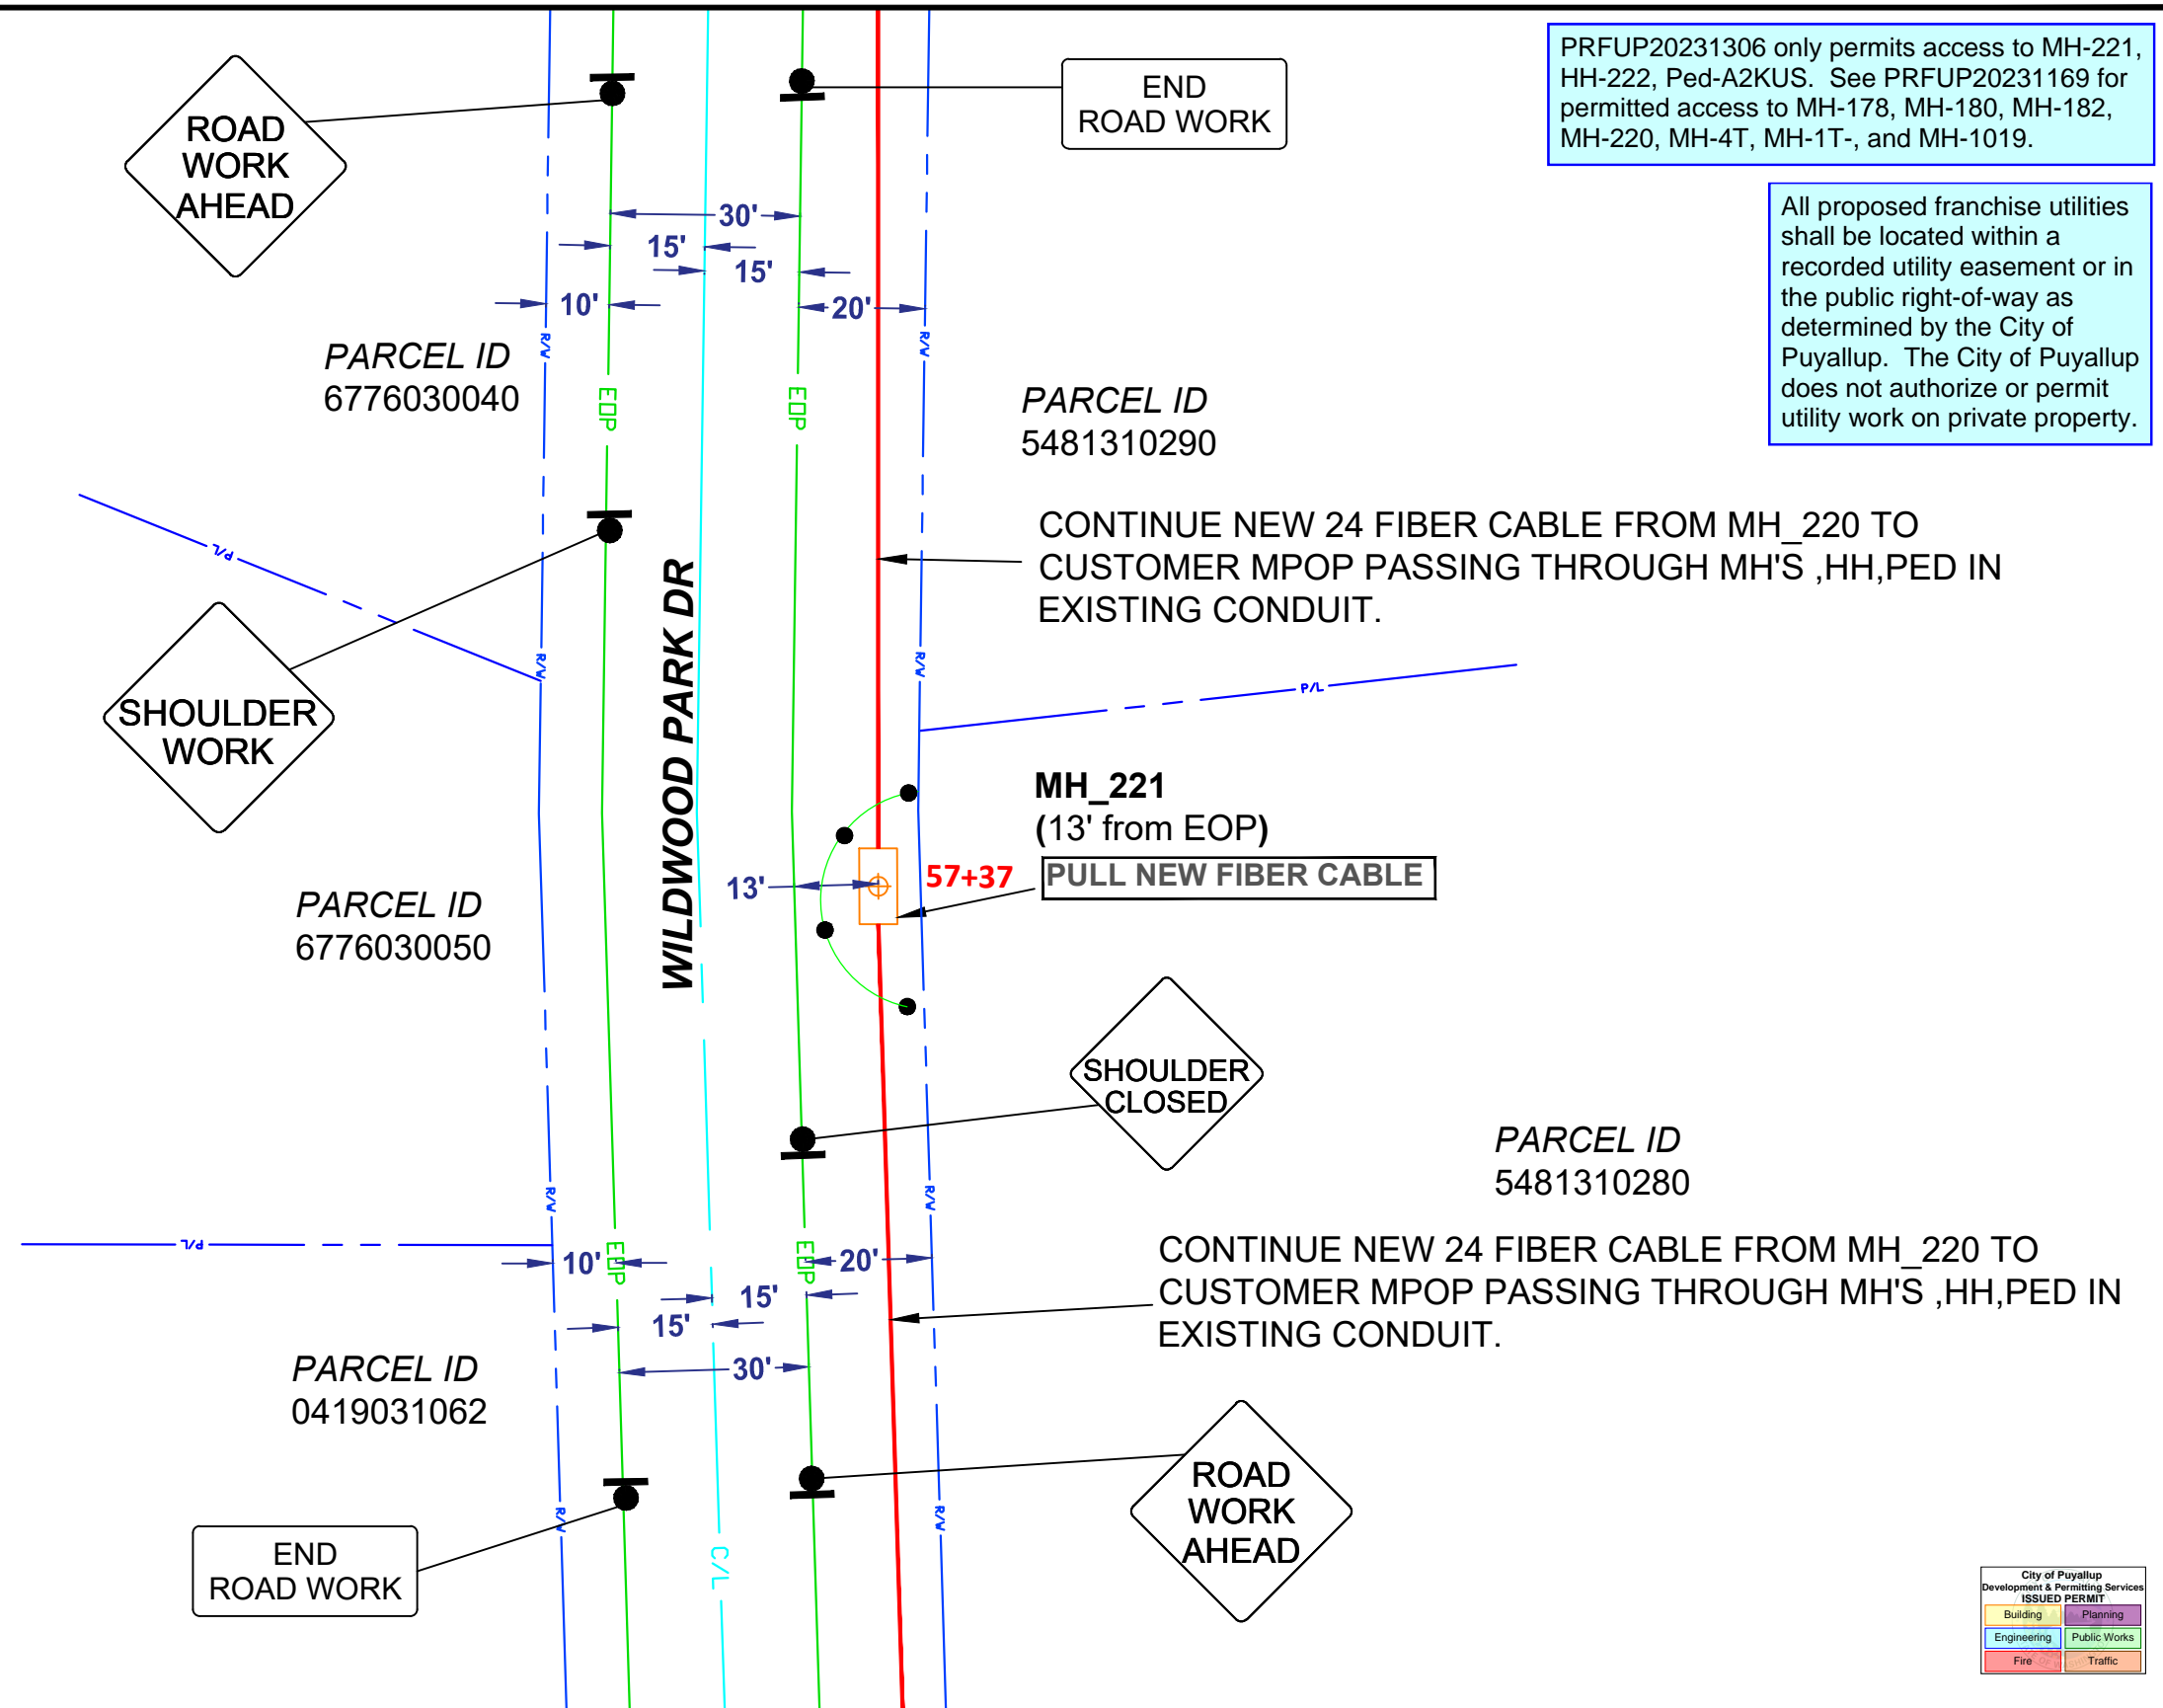 PRFUP20231306 only permits access to MH-221,
HH-222, Ped-A2KUS. See PRFUP20231169 for
permitted access to MH-178, MH-180, MH-182,
MH-220, MH-4T, MH-1T-, and MH-1019.
All proposed franchise utilities
shall be located within a
recorded utility easement or in
the public right-of-way as
determined by the City of
Puyallup. The City of Puyallup
does not authorize or permit
utility work on private property.
ROAD
WORK
AHEAD
END
ROAD WORK
30'
15'
15'
10'
20'
R/W
R/W
PARCEL ID
6776030040
EOP
EOP
PARCEL ID
5481310290
CONTINUE NEW 24 FIBER CABLE FROM MH_220 TO
CUSTOMER MPOP PASSING THROUGH MH'S ,HH,PED IN
EXISTING CONDUIT.
P/L
R/W
R/W
P/L
SHOULDER
WORK
WILDWOOD PARK DR
MH_221
(13' from EOP)
13'
57+37
PULL NEW FIBER CABLE
PARCEL ID
6776030050
SHOULDER
CLOSED
PARCEL ID
5481310280
R/W
R/W
P/L
10'
EOP
EOP
20'
15'
15'
30'
CONTINUE NEW 24 FIBER CABLE FROM MH_220 TO
CUSTOMER MPOP PASSING THROUGH MH'S ,HH,PED IN
EXISTING CONDUIT.
PARCEL ID
0419031062
ROAD
WORK
AHEAD
R/W
R/W
C/L
END
ROAD WORK
City of Puyallup
Development & Permitting Services
ISSUED PERMIT
Building
Planning
Engineering
Public Works
Fire
Traffic